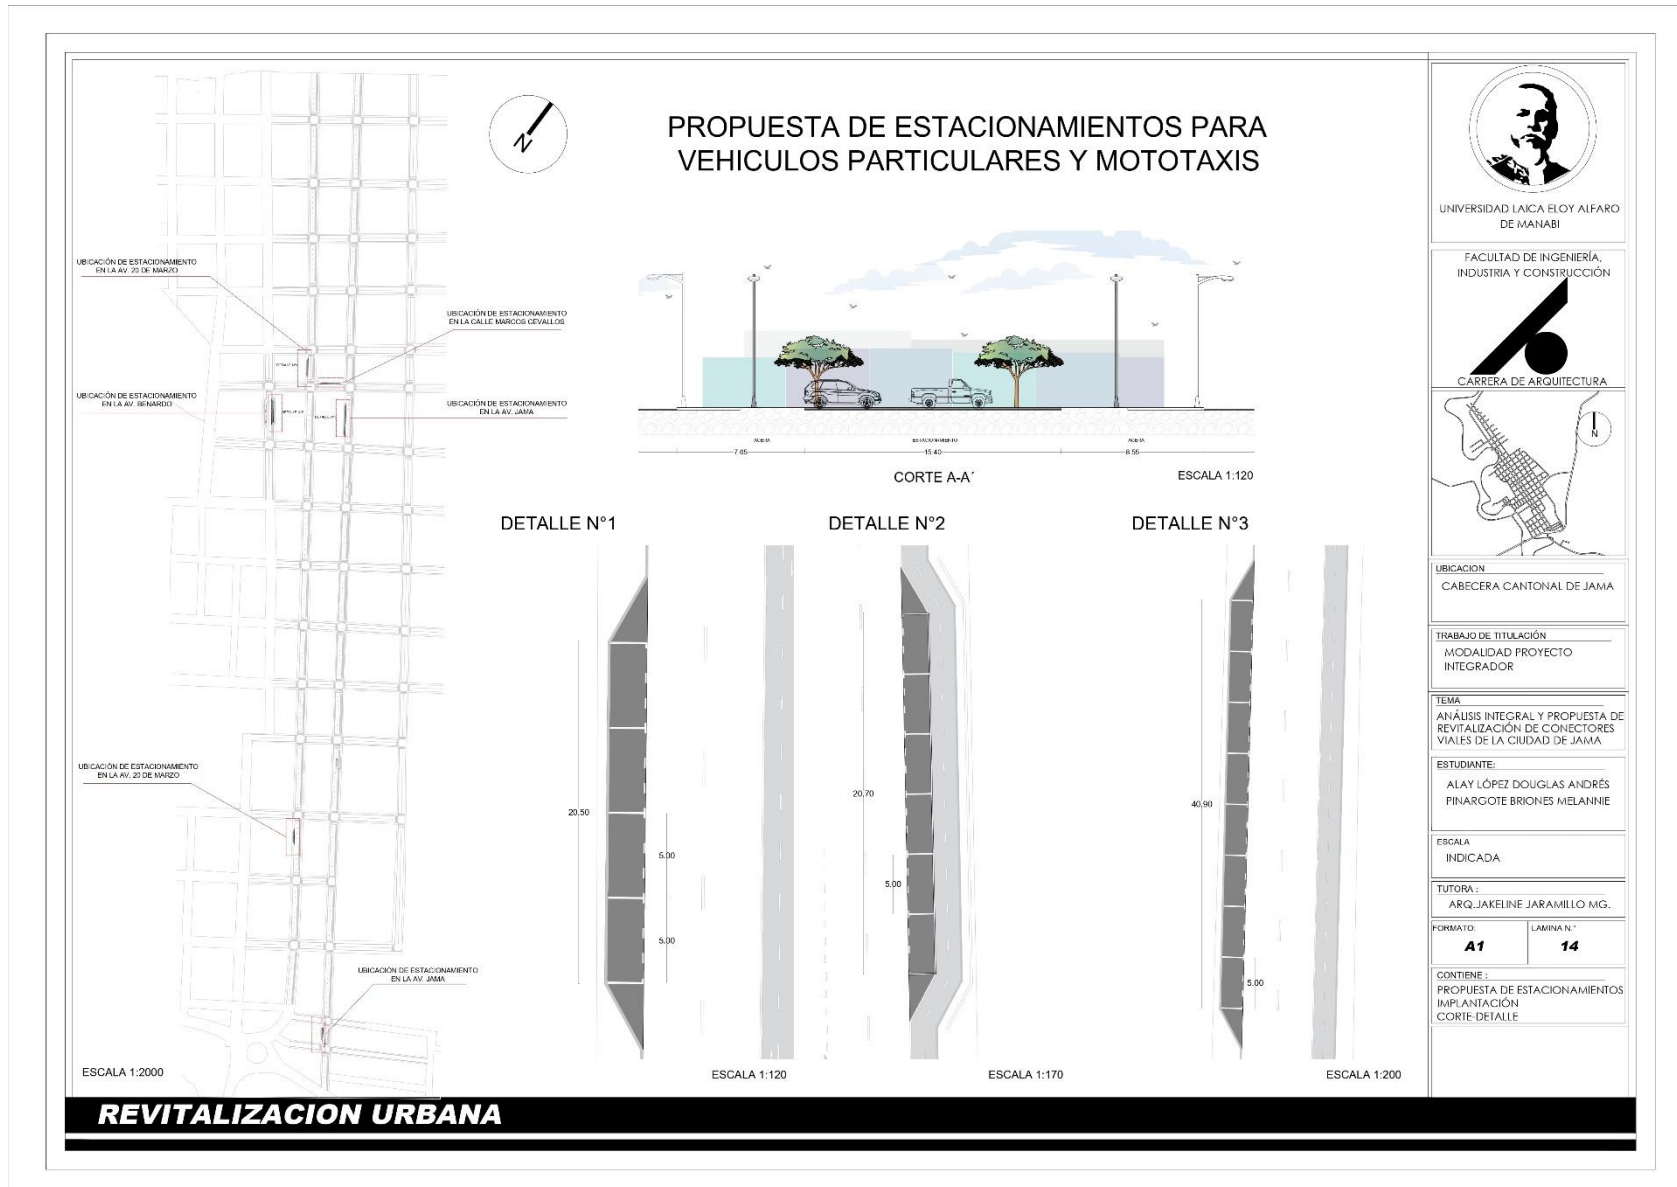 PROPUESTA DE ESTACIONAMIENTOS PARA
VEHICULOS PARTICULARES Y MOTOTAXIS
N
UBICACIÓN DE ESTACIONAMIENTO
EN LA AV. 20 DE MARZO
UBICACIÓN DE ESTACIONAMIENTO
EN LA CALLE MARCOS CEVALLOS
UBICACIÓN DE ESTACIONAMIENTO
EN LA AV. BENARDO
UBICACIÓN DE ESTACIONAMIENTO
EN LA AV. JAMA
UBICACIÓN DE ESTACIONAMIENTO
EN LA AV. 20 DE MARZO
UBICACIÓN DE ESTACIONAMIENTO
EN LA AV. JAMA
ESCALA 1:2000
ACERA
ESTACIONAMIENTO
ACERA
7.65
15.40
8.55
CORTE A-A´
ESCALA 1:120
DETALLE N°1
20.50
5.00
5.00
ESCALA 1:120
DETALLE N°2
20.70
5.00
ESCALA 1:170
DETALLE N°3
40.90
5.00
ESCALA 1:200
UNIVERSIDAD LAICA ELOY ALFARO
DE MANABI
FACULTAD DE INGENIERÍA,
INDUSTRIA Y CONSTRUCCIÓN
CARRERA DE ARQUITECTURA
N
UBICACION
CABECERA CANTONAL DE JAMA
TRABAJO DE TITULACIÓN
MODALIDAD PROYECTO
INTEGRADOR
TEMA
ANÁLISIS INTEGRAL Y PROPUESTA DE
REVITALIZACIÓN DE CONECTORES
VIALES DE LA CIUDAD DE JAMA
ESTUDIANTE:
ALAY LÓPEZ DOUGLAS ANDRÉS
PINARGOTE BRIONES MELANNIE
ESCALA
INDICADA
TUTORA :
ARQ.JAKELINE JARAMILLO MG.
FORMATO:
A1
LAMINA N.°
14
CONTIENE :
PROPUESTA DE ESTACIONAMIENTOS
IMPLANTACIÓN
CORTE-DETALLE
REVITALIZACION URBANA